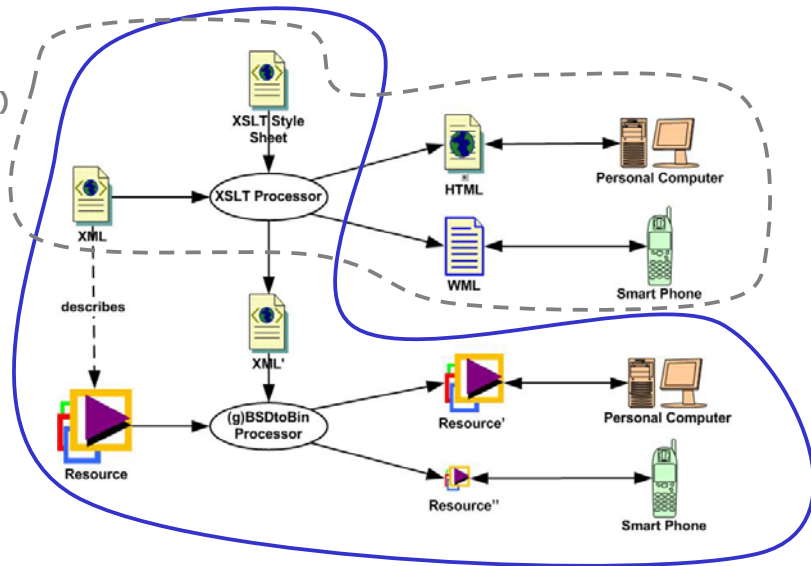 )
XSLT Style
Sheet
XML
XSLT Processor
HTML
Personal Computer
WML
Smart Phone
describes
XML'
Resource
(g)BSDtoBin
Processor
Resource'
Personal Computer
Resource''
Smart Phone